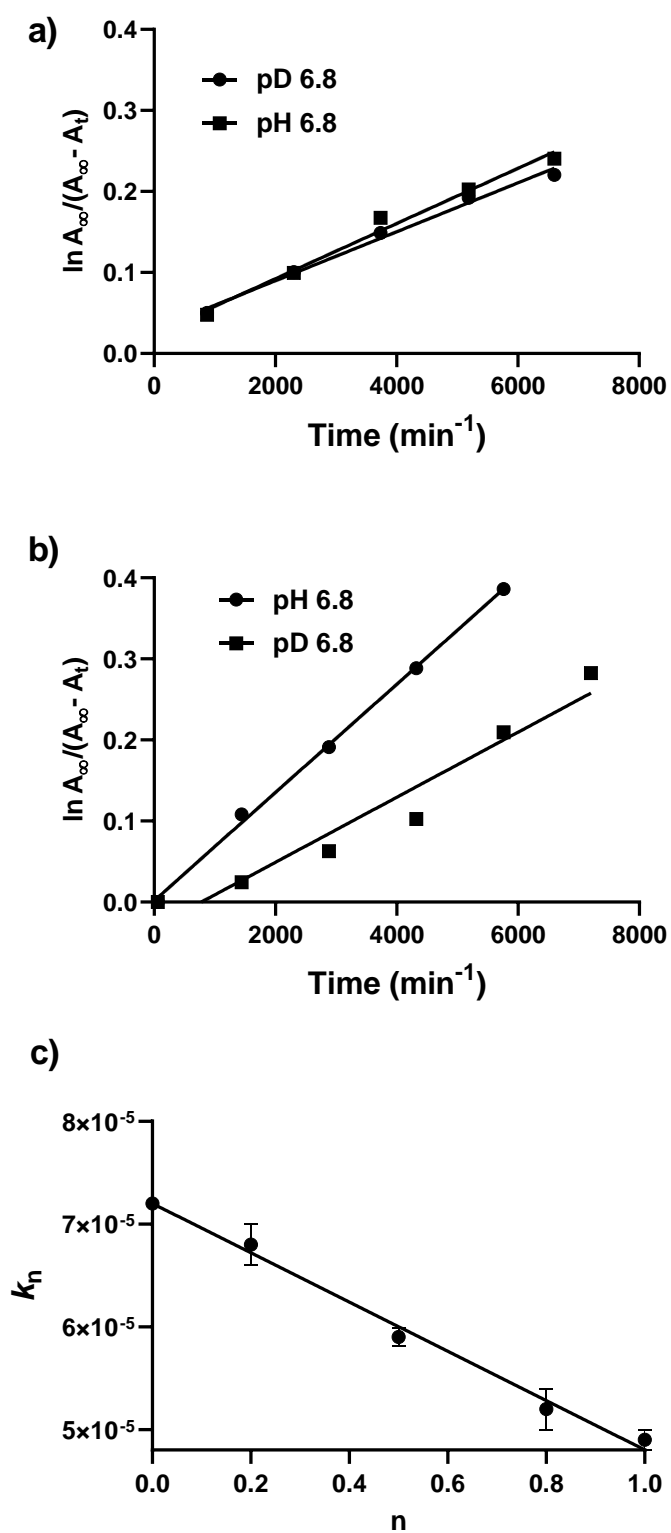 a)
0.4
0.3
0.2
0.1
0.0
ln A∞/(A∞- At)
pD 6.8
pH 6.8
0 2000 4000 6000 8000
Time (min⁻¹)
b)
0.4
0.3
0.2
0.1
0.0
ln A∞/(A∞- At)
pH 6.8
pD 6.8
0 2000 4000 6000 8000
Time (min⁻¹)
c)
8×10⁻⁵
7×10⁻⁵
6×10⁻⁵
5×10⁻⁵
kn
0.0 0.2 0.4 0.6 0.8 1.0
n